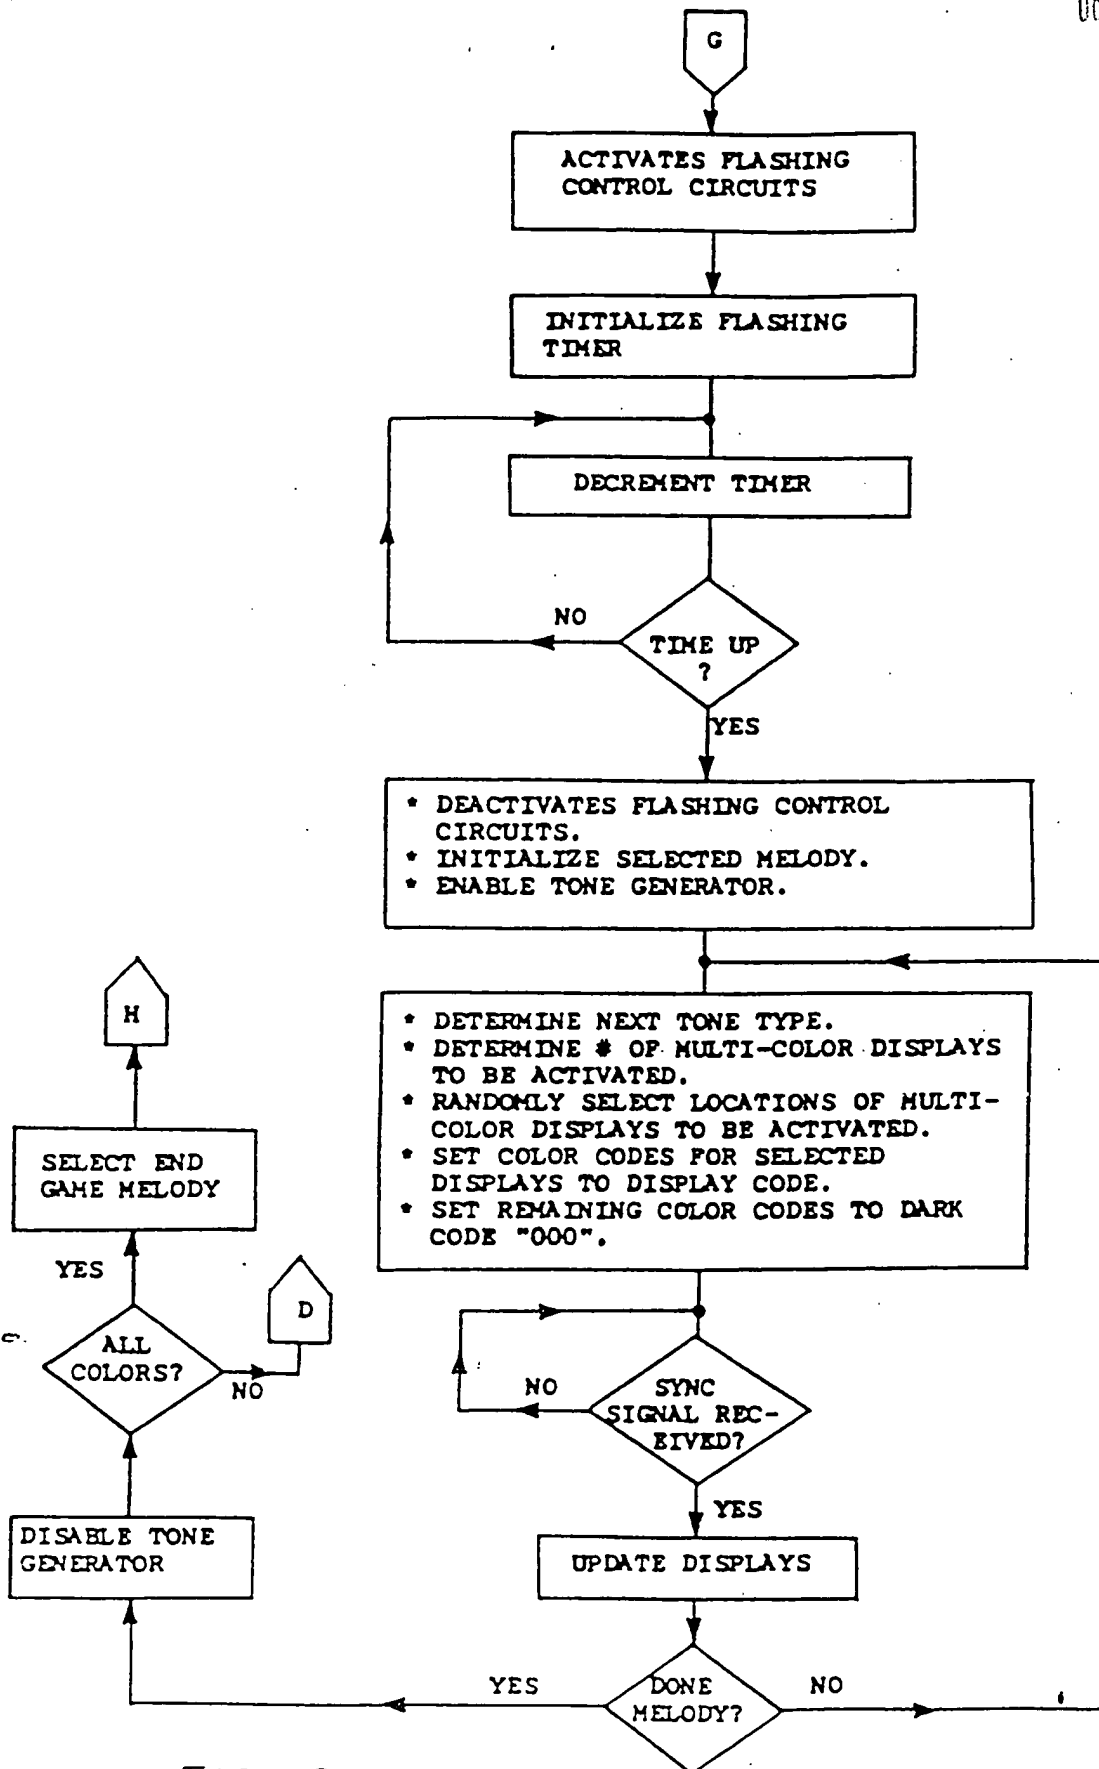 G
ACTIVATES FLASHING
CONTROL CIRCUITS
INITIALIZE FLASHING
TIMER
DECREMENT TIMER
NO
TIME UP
?
YES
* DEACTIVATES FLASHING CONTROL
CIRCUITS.
* INITIALIZE SELECTED MELODY.
* ENABLE TONE GENERATOR.
* DETERMINE NEXT TONE TYPE.
* DETERMINE # OF MULTI-COLOR DISPLAYS
TO BE ACTIVATED.
* RANDOMLY SELECT LOCATIONS OF MULTI-
COLOR DISPLAYS TO BE ACTIVATED.
* SET COLOR CODES FOR SELECTED
DISPLAYS TO DISPLAY CODE.
* SET REMAINING COLOR CODES TO DARK
CODE "000".
H
SELECT END
GAME MELODY
YES
D
ALL
COLORS?
NO
NO
SYNC
SIGNAL REC-
EIVED?
YES
DISABLE TONE
GENERATOR
UPDATE DISPLAYS
YES
DONE
MELODY?
NO